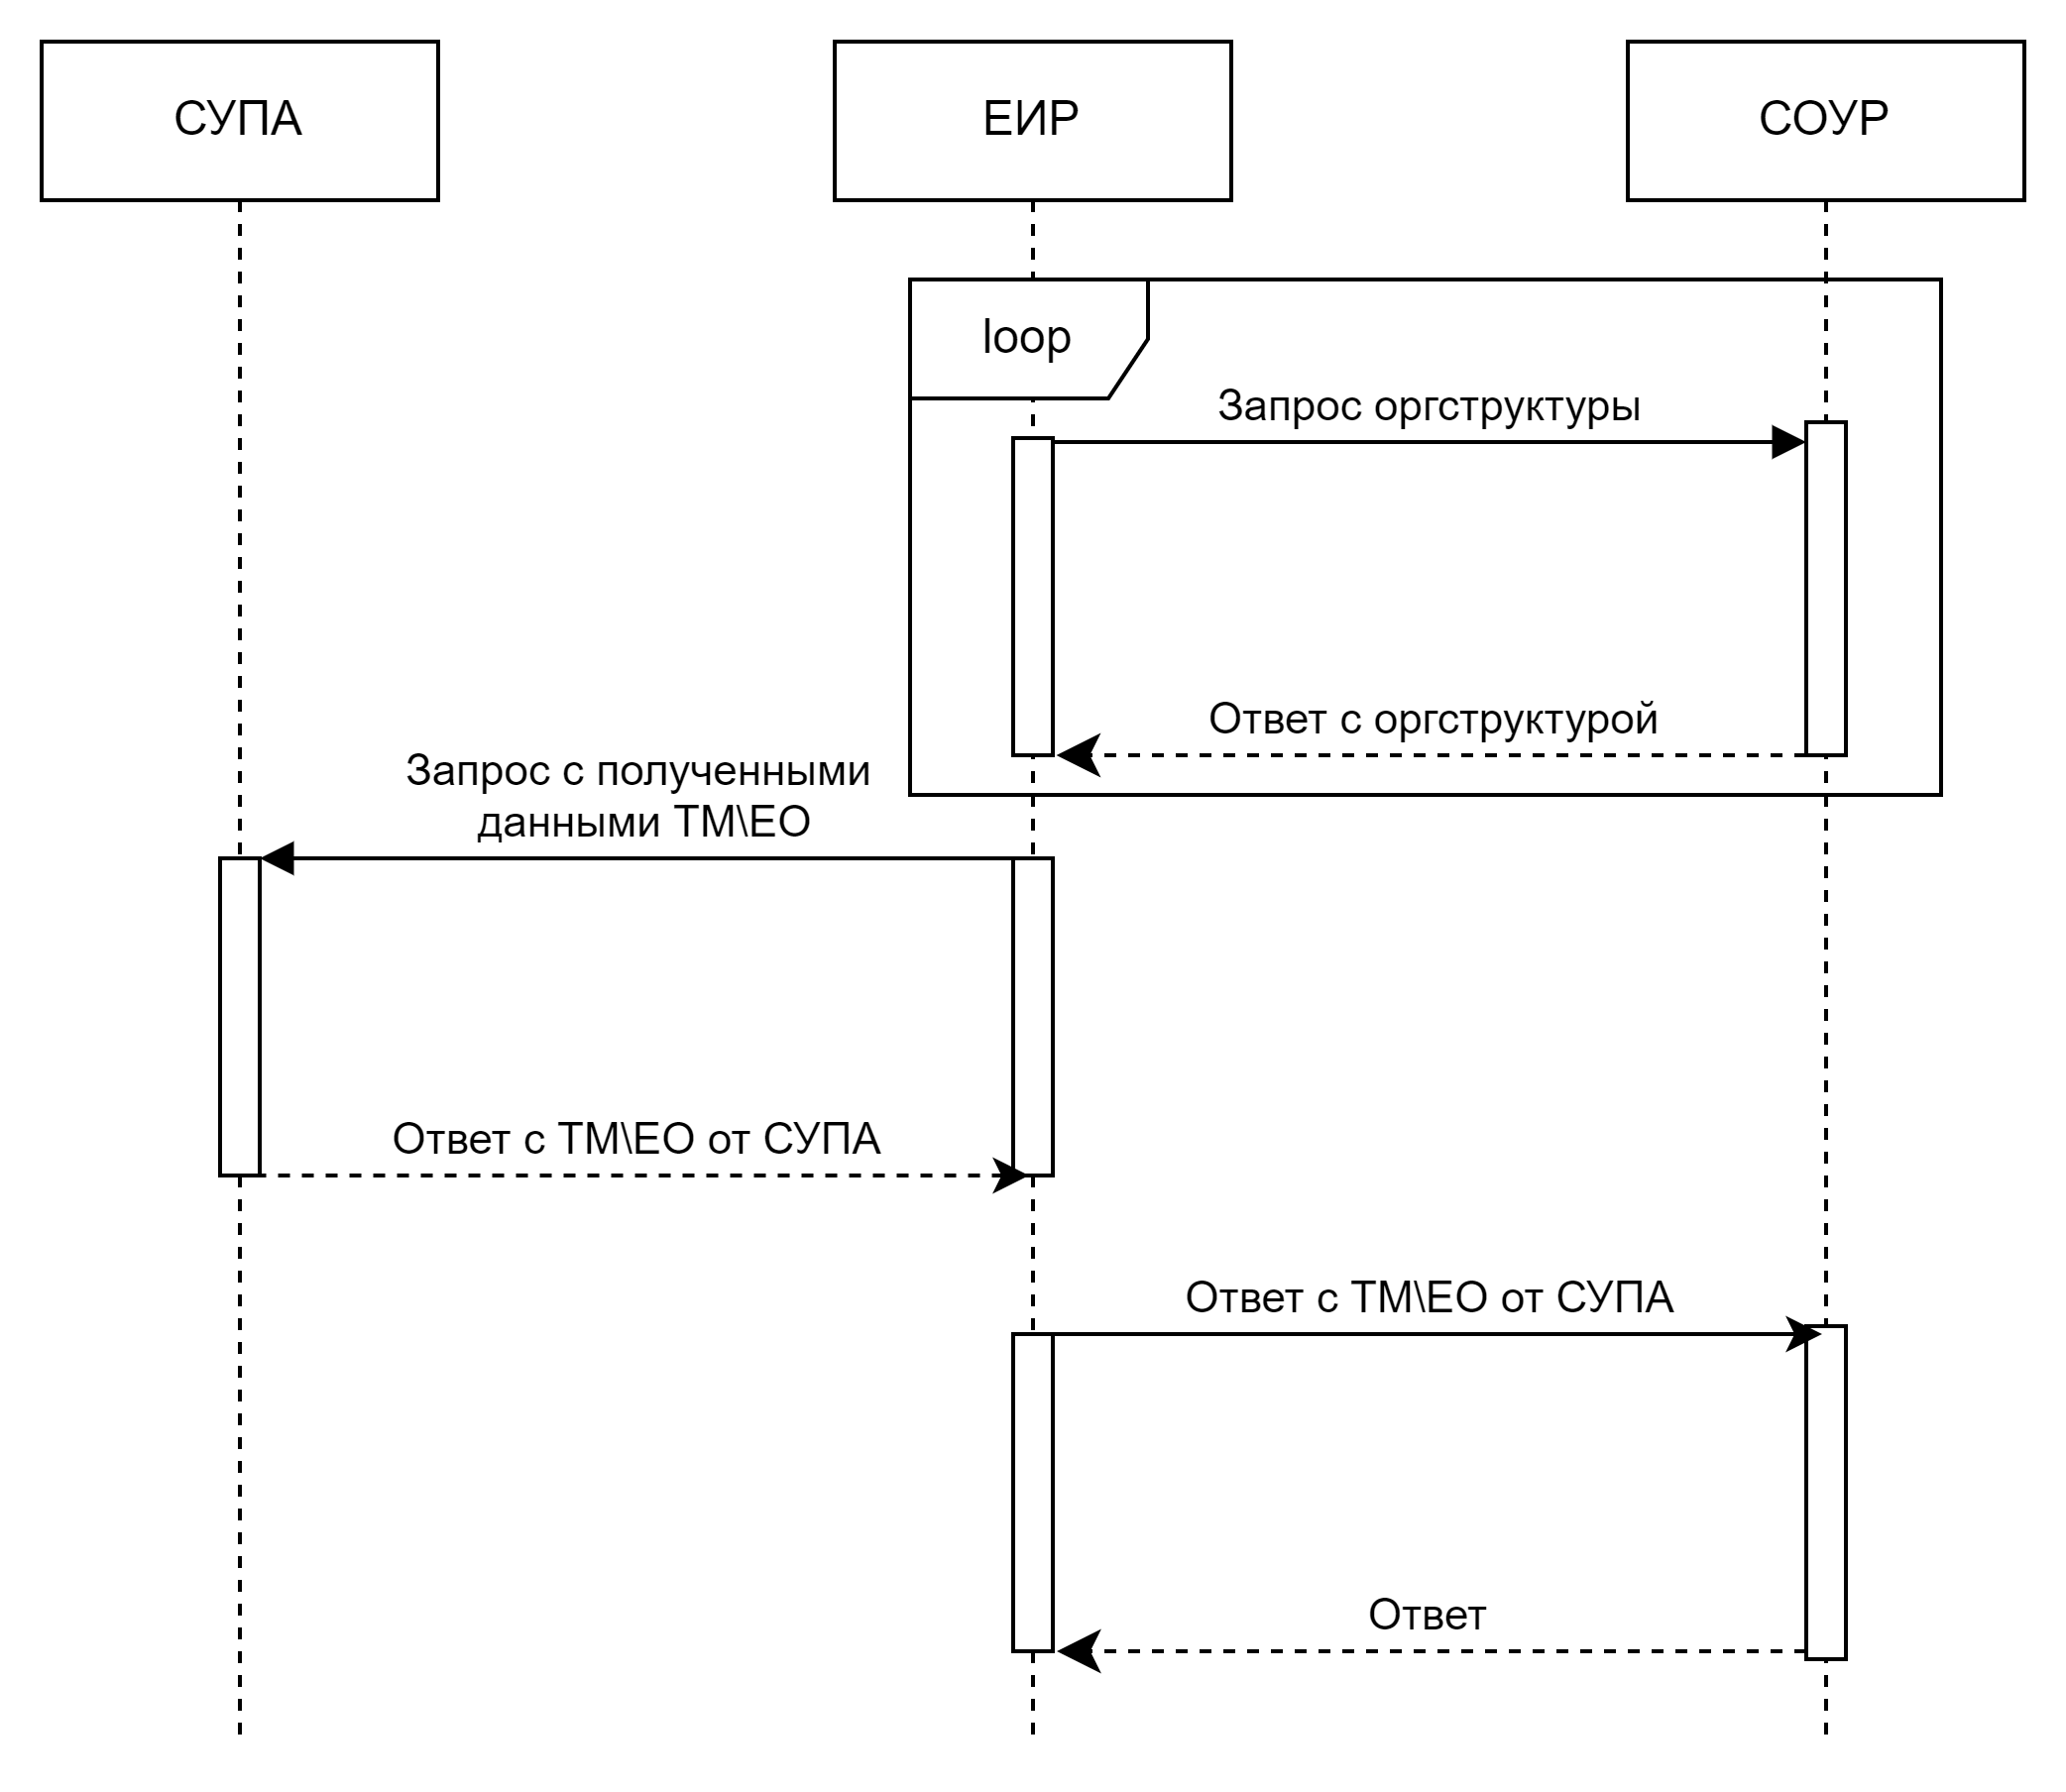 СУПА
ЕИР
СОУР
loop
Запрос оргструктуры
Ответ с оргструктурой
Запрос с полученными
данными ТМ\ЕО
Ответ с ТМ\ЕО от СУПА
Ответ с ТМ\ЕО от СУПА
Ответ